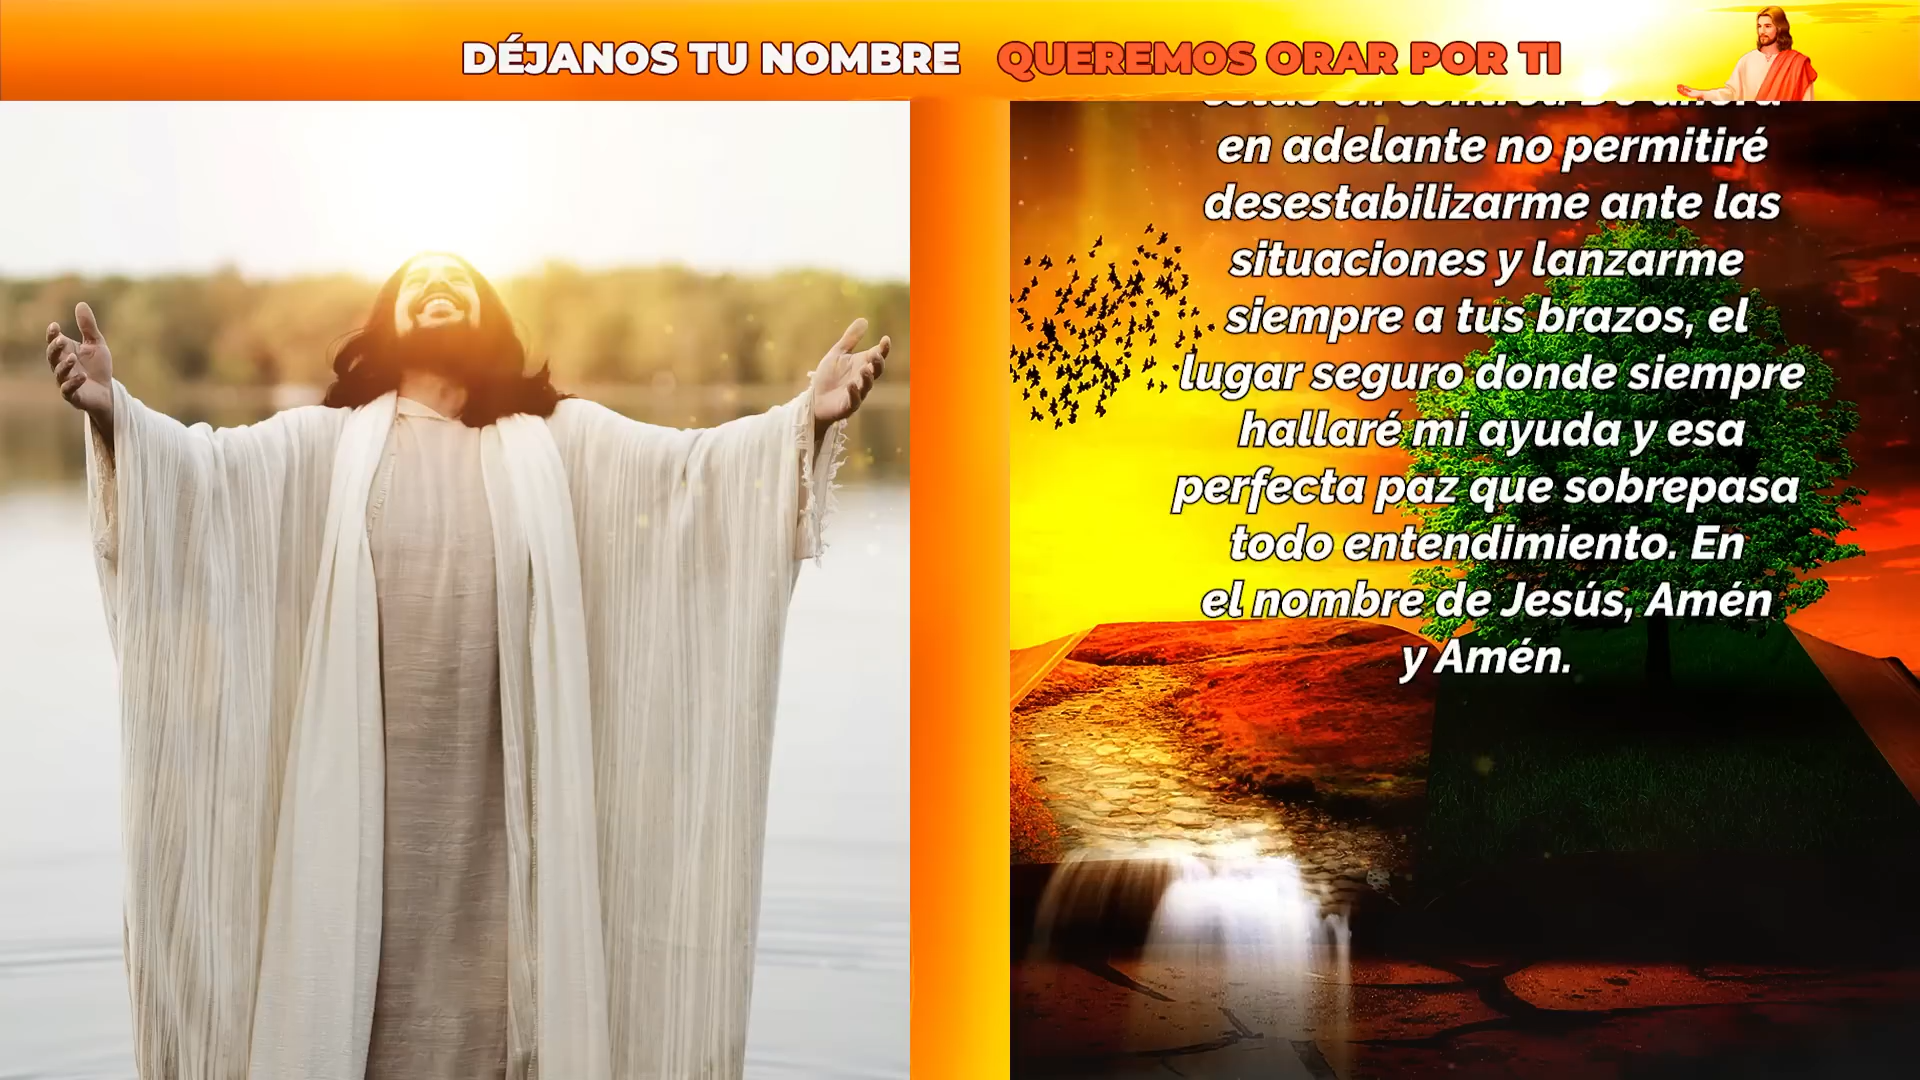 DÉJANOS TU NOMBRE QUEREMOS ORAR POR TI
en adelante no permitiré
desestabilizarme ante las
situaciones y lanzarme
siempre a tus brazos, el
lugar seguro donde siempre
hallaré mi ayuda y esa
perfecta paz que sobrepasa
todo entendimiento. En
el nombre de Jesús, Amén
y Amén.